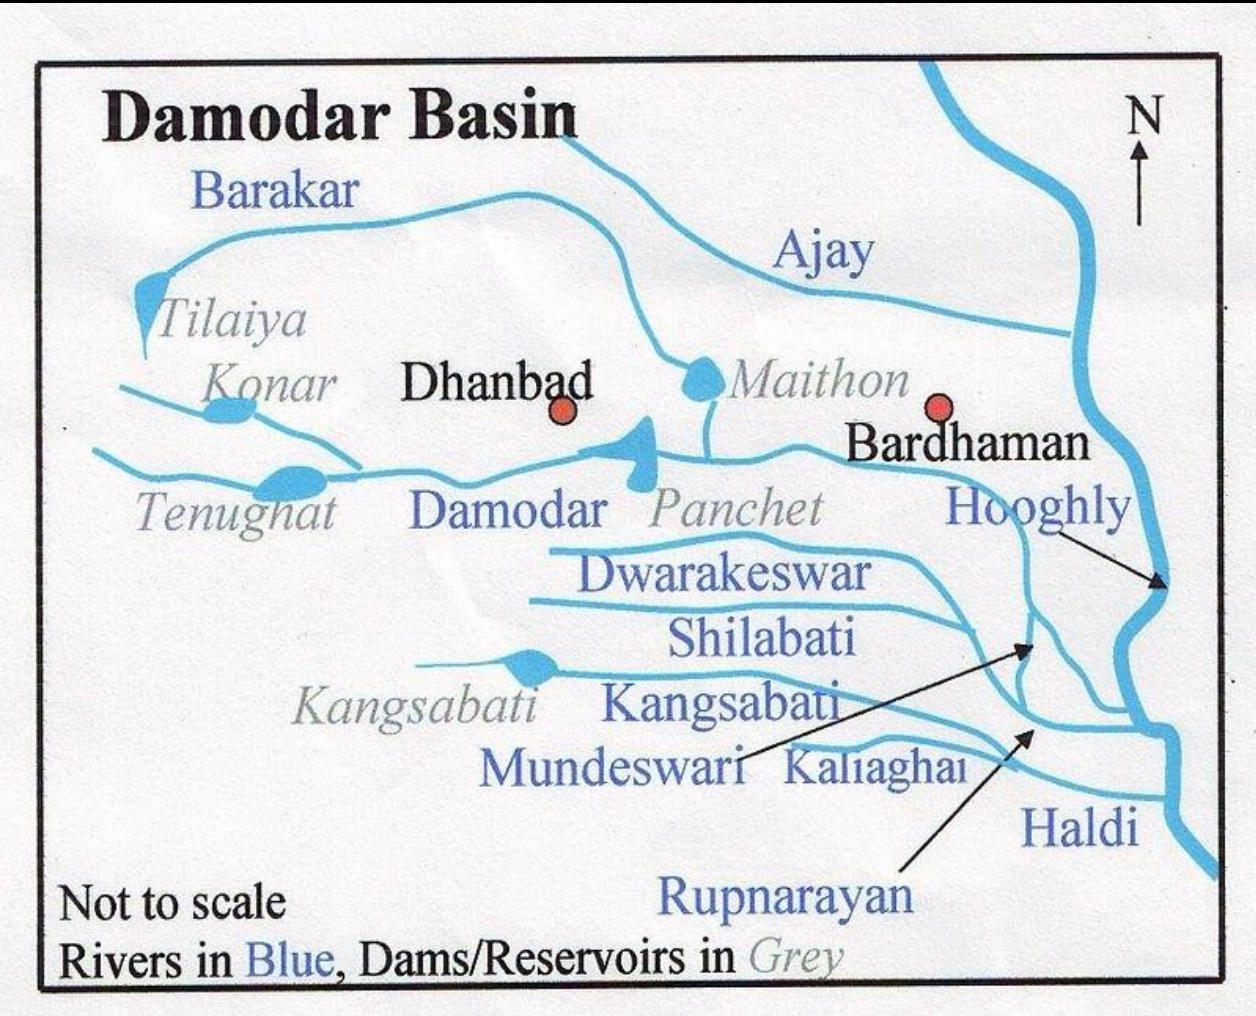 Damodar Basin
N
Barakar
Ajay
Tilaiya
Konar
Dhanbad
Maithon
Bardhaman
Tenughat
Damodar
Panchet
Hooghly
Dwarakeswar
Shilabati
Kangsabati
Kangsabati
Mundeswari
Kaliaghai
Haldi
Rupnarayan
Not to scale
Rivers in Blue, Dams/Reservoirs in Grey